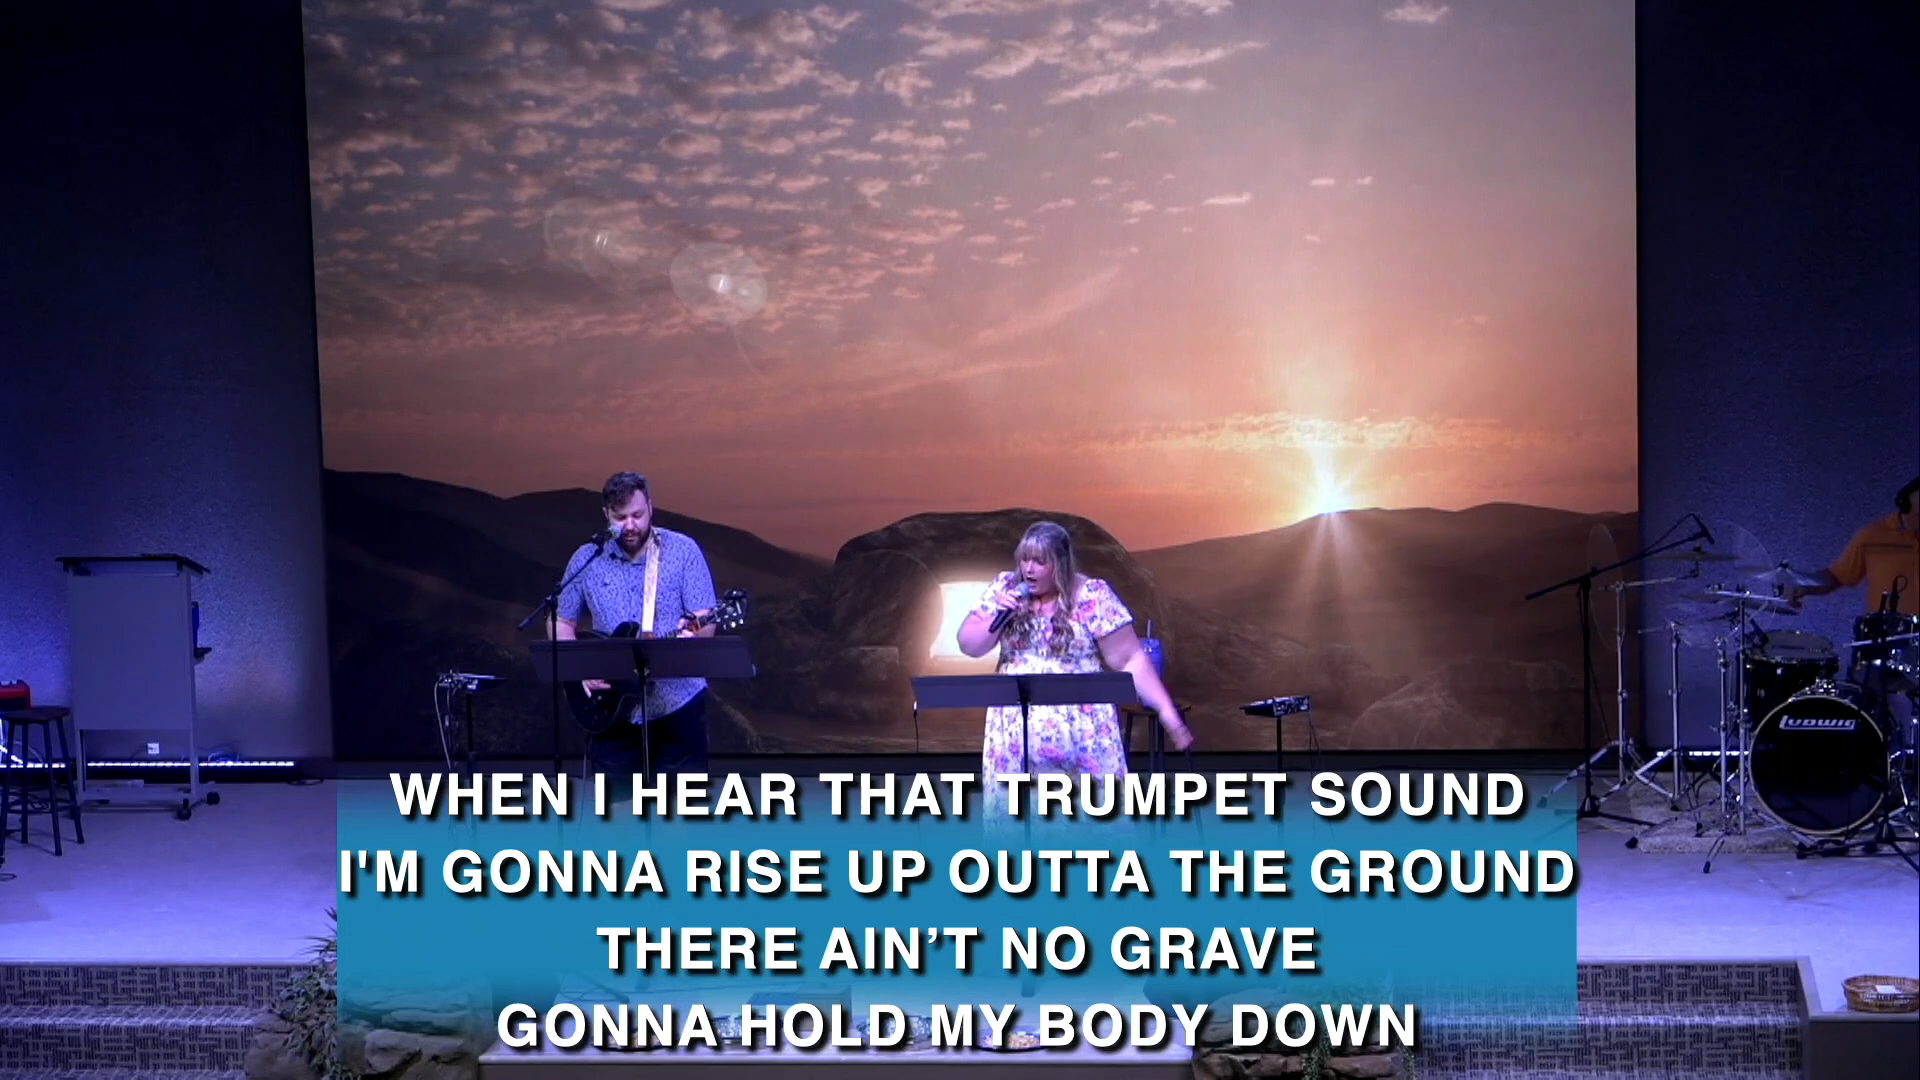 LUDWIG
WHEN I HEAR THAT TRUMPET SOUND
I'M GONNA RISE UP OUTTA THE GROUND
THERE AIN’T NO GRAVE
GONNA HOLD MY BODY DOWN